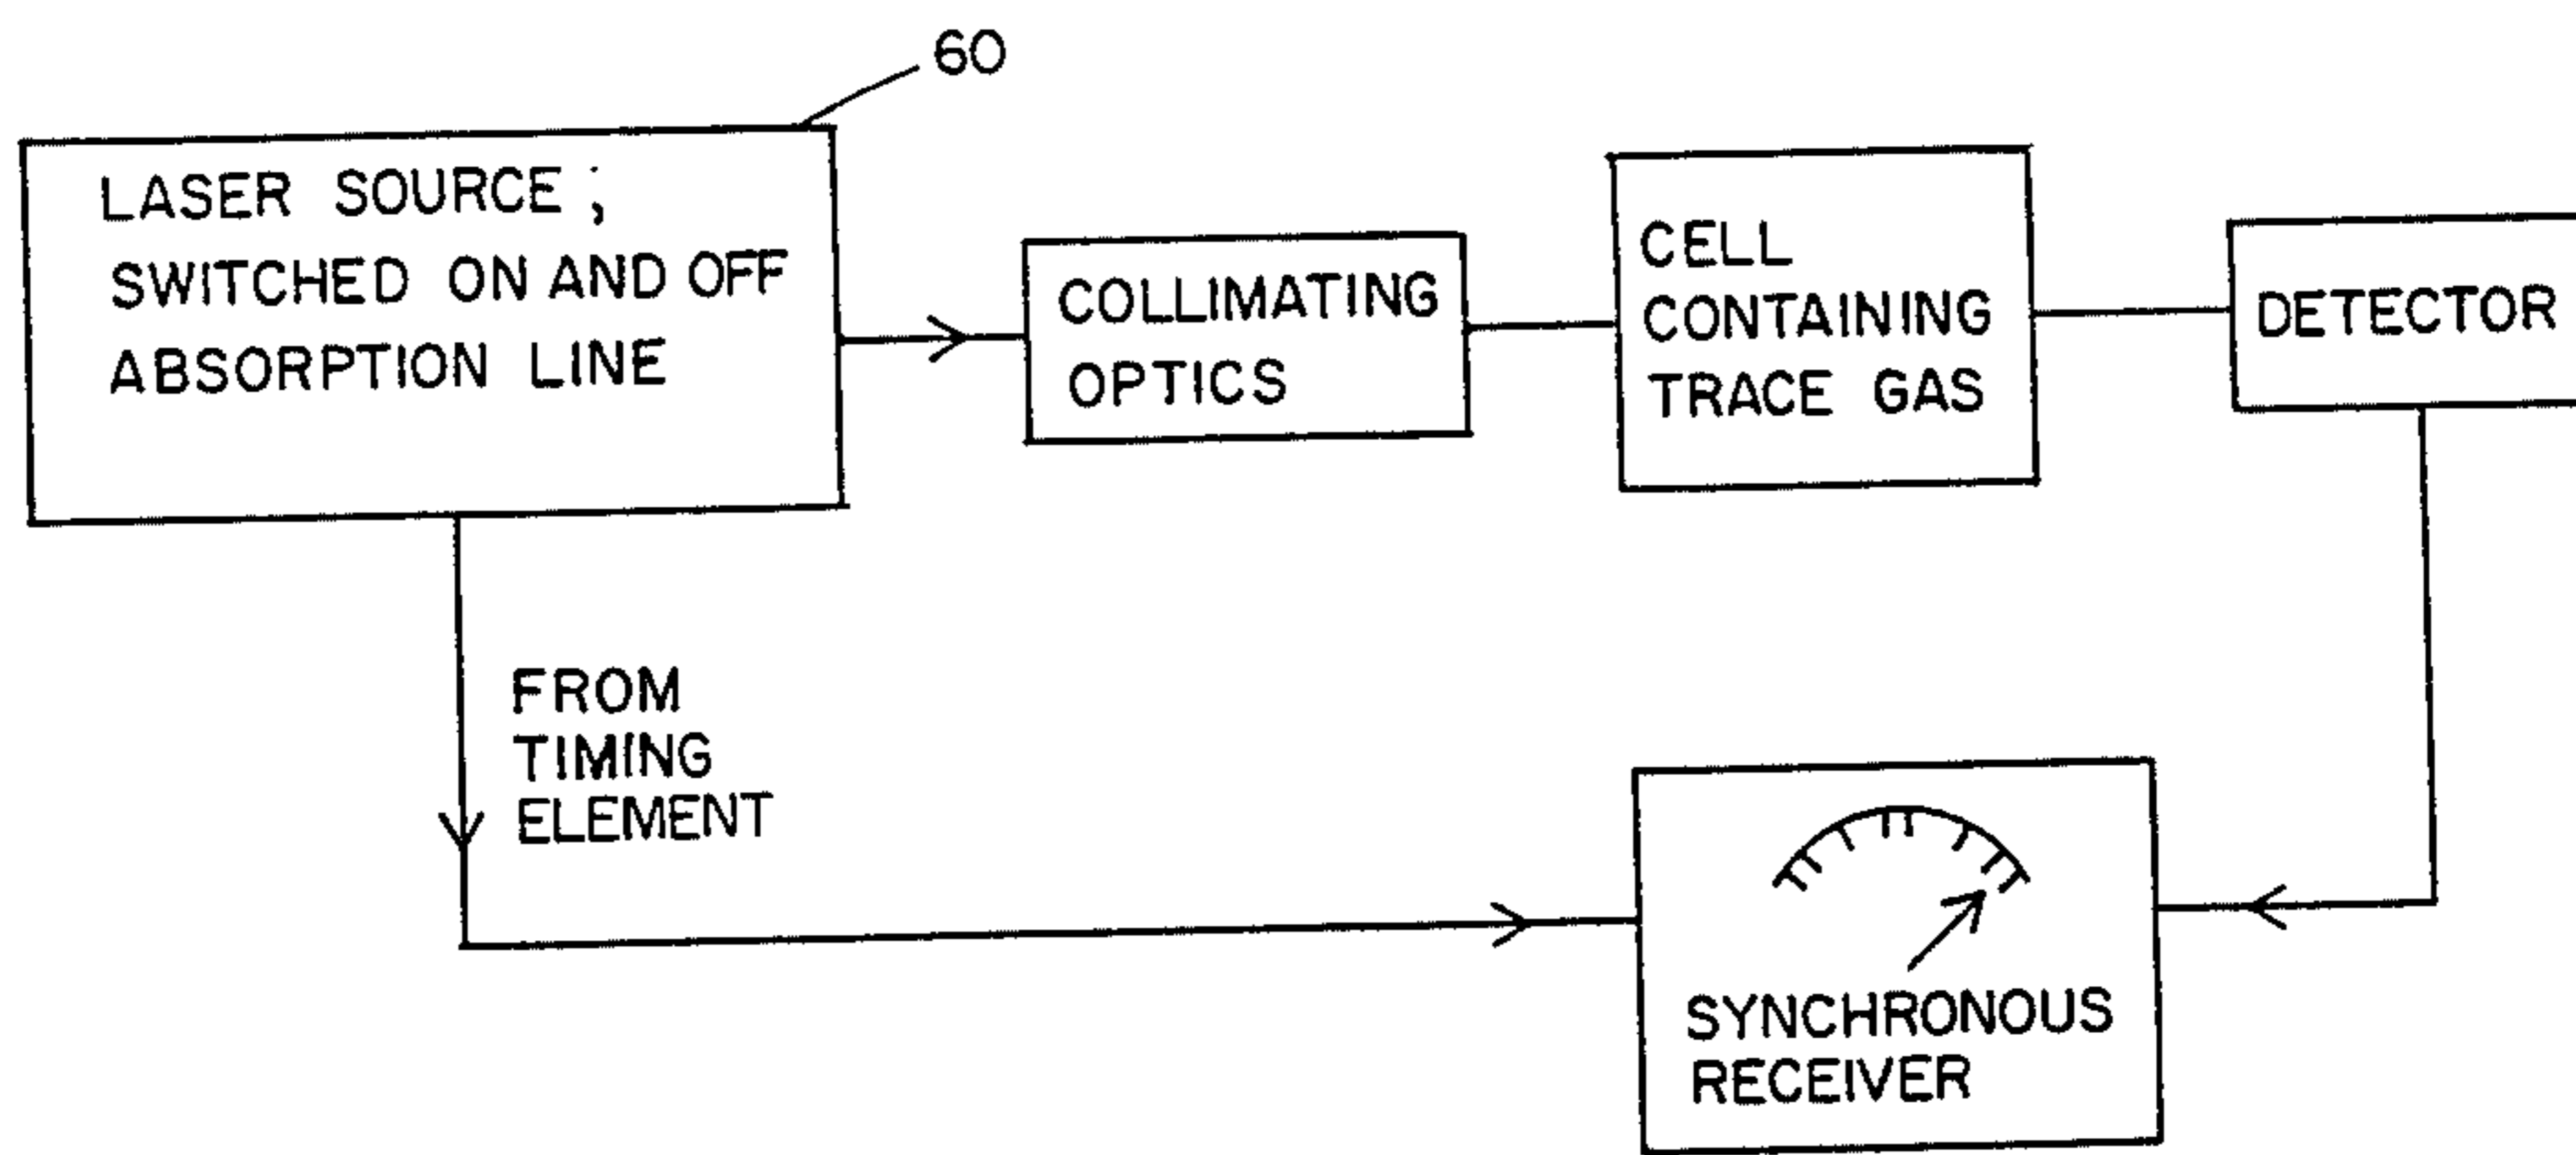 60
LASER SOURCE;
SWITCHED ON AND OFF
ABSORPTION LINE
COLLIMATING
OPTICS
CELL
CONTAINING
TRACE GAS
DETECTOR
FROM
TIMING
ELEMENT
SYNCHRONOUS
RECEIVER